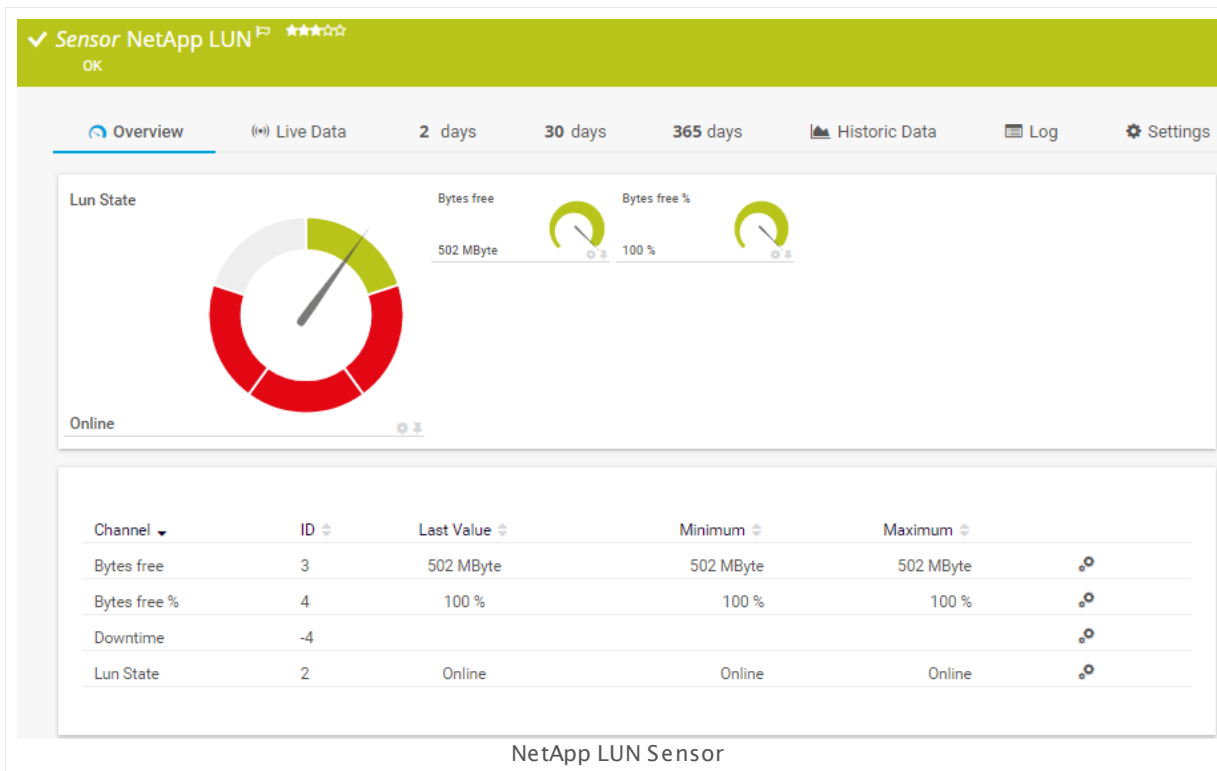 Sensor NetApp LUN
OK
Overview Live Data 2 days 30 days 365 days Historic Data Log Settings
Lun State
Online
Bytes free
502 MByte
Bytes free %
100 %
Channel ID Last Value Minimum Maximum
Bytes free 3 502 MByte 502 MByte 502 MByte
Bytes free % 4 100 % 100 % 100 %
Downtime -4
Lun State 2 Online Online Online
NetApp LUN Sensor